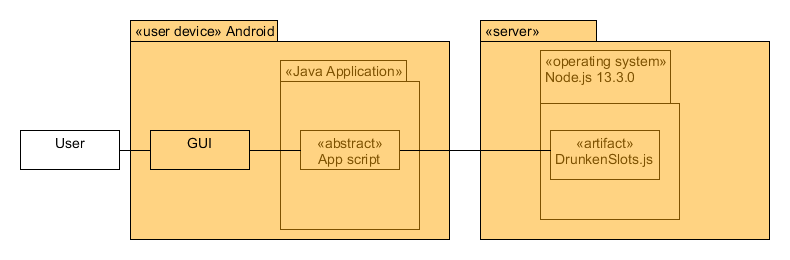 «user device» Android
«server»
«Java Application»
«operating system»
Node.js 13.3.0
User
GUI
«abstract»
App script
«artifact»
DrunkenSlots.js